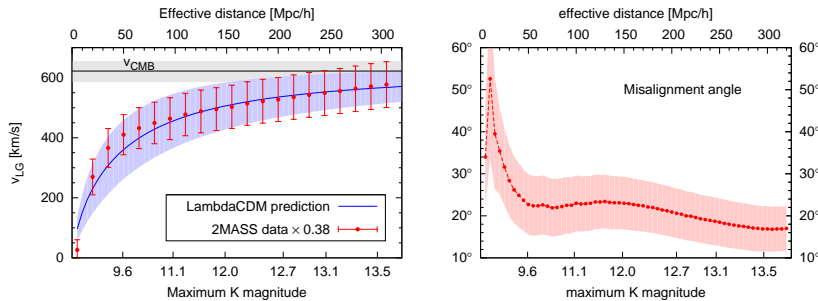 Effective distance [Mpc/h]
0 50 100 150 200 250 300
v_CMB
600
400
200
0
v_LG [km/s]
LambdaCDM prediction
2MASS data × 0.38
9.6 11.1 12.0 12.7 13.1 13.5
Maximum K magnitude
effective distance [Mpc/h]
0 50 100 150 200 250 300
60° 60°
Misalignment angle
50° 50°
40° 40°
30° 30°
20° 20°
10° 10°
9.6 11.1 12.0 12.7 13.1 13.5
maximum K magnitude